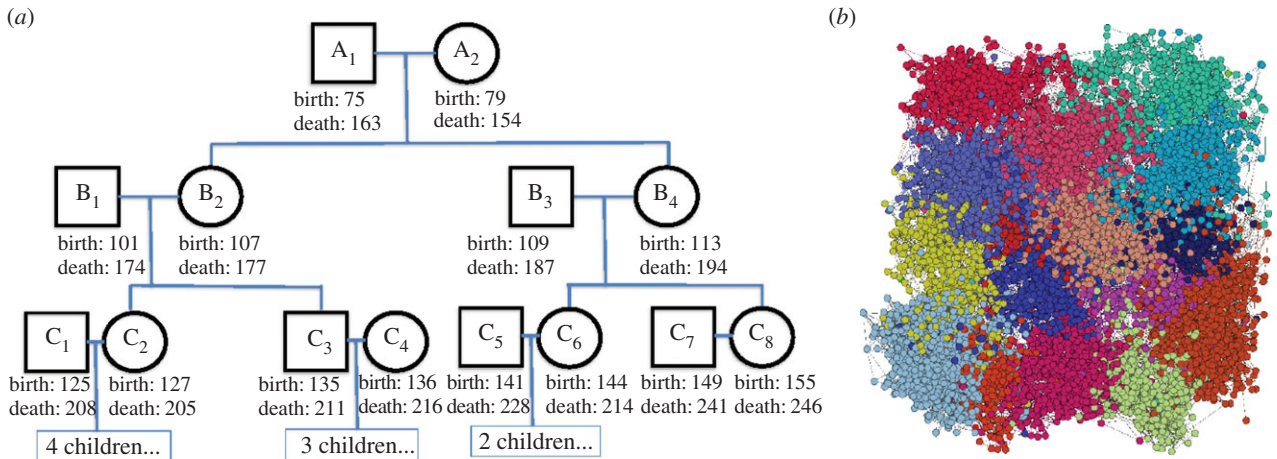 (a)
(b)
A1
A2
birth: 75
death: 163
birth: 79
death: 154
B1
B2
B3
B4
birth: 101
death: 174
birth: 107
death: 177
birth: 109
death: 187
birth: 113
death: 194
C1
C2
C3
C4
C5
C6
C7
C8
birth: 125
death: 208
birth: 127
death: 205
birth: 135
death: 211
birth: 136
death: 216
birth: 141
death: 228
birth: 144
death: 214
birth: 149
death: 241
birth: 155
death: 246
4 children...
3 children...
2 children...